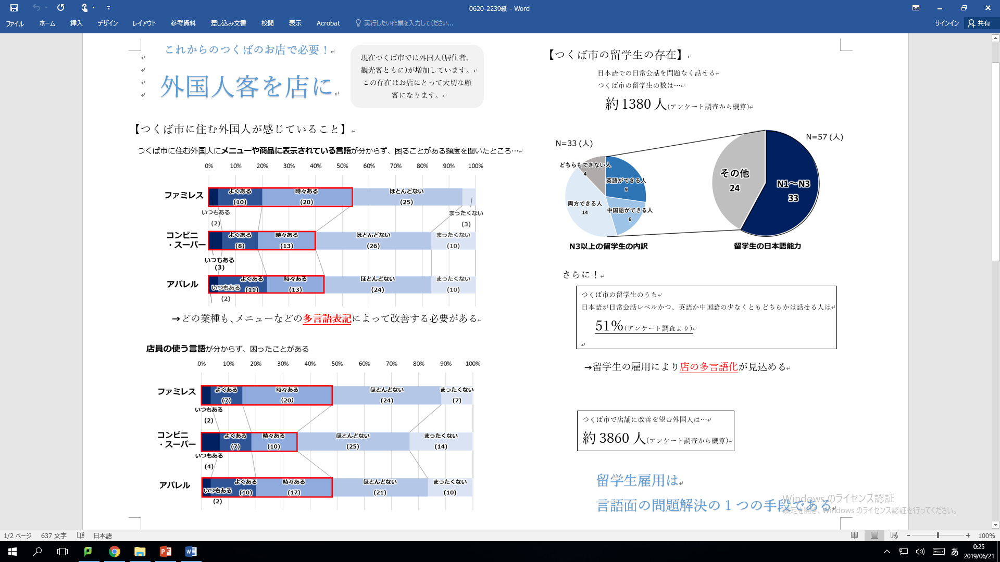 0620-2239紙 - Word
ファイル ホーム 挿入 デザイン レイアウト 参考資料 差し込み文書 校閲 表示 Acrobat 実行したい作業を入力してください... サインイン 共有
これからのつくばのお店で必要！
外国人客を店に
現在つくば市では外国人(居住者、
観光客ともに)が増加しています。
この存在はお店にとって大切な顧
客になります。
【つくば市に住む外国人が感じていること】
つくば市に住む外国人にメニューや商品に表示されている言語が分からず、困ることがある頻度を聞いたところ…
0% 10% 20% 30% 40% 50% 60% 70% 80% 90% 100%
ファミレス
いつもある
(2)
よくある
(10)
時々ある
(20)
ほとんどない
(25)
まったくない
(3)
コンビニ
・スーパー
いつもある
(3)
よくある
(8)
時々ある
(13)
ほとんどない
(26)
まったくない
(10)
アパレル
いつもある
(2)
よくある
(11)
時々ある
(13)
ほとんどない
(24)
まったくない
(10)
→どの業種も、メニューなどの多言語表記によって改善する必要がある
店員の使う言語が分からず、困ったことがある
0% 10% 20% 30% 40% 50% 60% 70% 80% 90% 100%
ファミレス
いつもある
(2)
よくある
(7)
時々ある
(20)
ほとんどない
(24)
まったくない
(7)
コンビニ
・スーパー
いつもある
(4)
よくある
(7)
時々ある
(10)
ほとんどない
(25)
まったくない
(14)
アパレル
いつもある
(2)
よくある
(10)
時々ある
(17)
ほとんどない
(21)
まったくない
(10)
【つくば市の留学生の存在】
日本語での日常会話を問題なく話せる
つくば市の留学生の数は…
約1380人(アンケート調査から概算)
N=33 (人)
どちらもできない人
4
英語ができる人
9
両方できる人
14
中国語ができる人
6
N3以上の留学生の内訳
N=57 (人)
その他
24
N1～N3
33
留学生の日本語能力
さらに！
つくば市の留学生のうち
日本語が日常会話レベルかつ、英語か中国語の少なくともどちらかは話せる人は
51%(アンケート調査より)
→留学生の雇用により店の多言語化が見込める
つくば市で店舗に改善を望む外国人は…
約3860人(アンケート調査から概算)
留学生雇用は
言語面の問題解決の１つの手段である
Windows のライセンス認証
設定を開き、Windows のライセンス認証を行ってください。
1/2 ページ 637 文字 日本語 100%
あ
0:25
2019/06/21